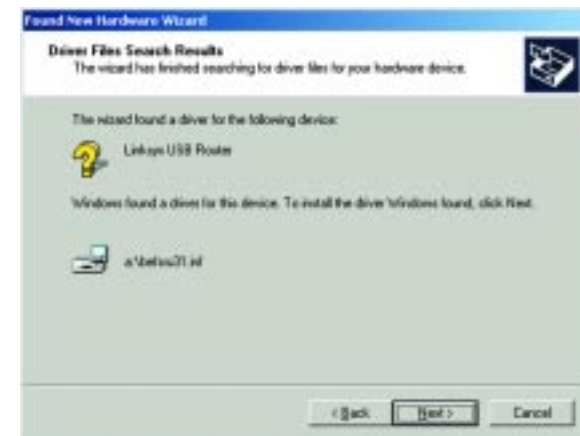 Found New Hardware Wizard
Driver Files Search Results
The wizard has finished searching for driver files for your hardware device.
The wizard found a driver for the following device:
Linksys USB Router
Windows found a driver for this device. To install the driver Windows found, click Next.
< Back
Next >
Cancel